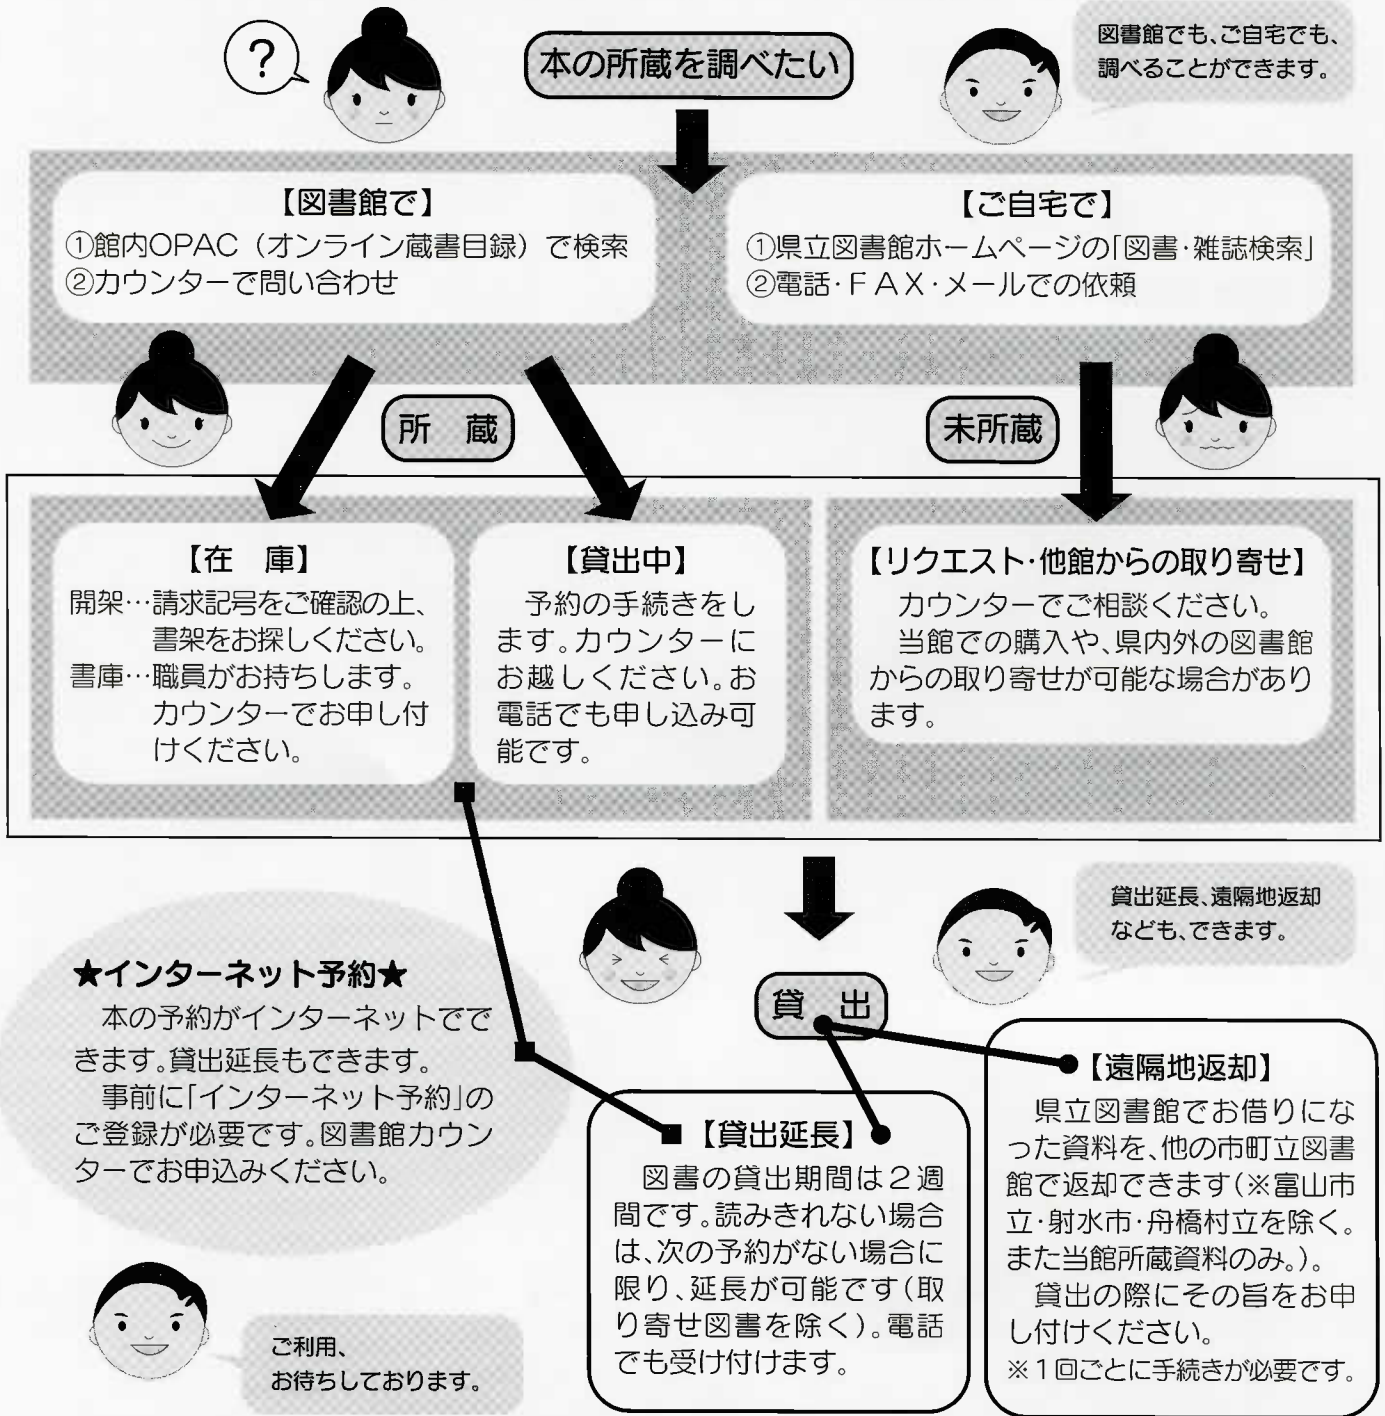 ?
本の所蔵を調べたい
図書館でも、ご自宅でも、
調べることができます。
【図書館で】
①館内OPAC（オンライン蔵書目録）で検索
②カウンターで問い合わせ
【ご自宅で】
①県立図書館ホームページの「図書・雑誌検索」
②電話・ＦＡＸ・メールでの依頼
所　蔵
未所蔵
【在　庫】
開架…請求記号をご確認の上、
書架をお探しください。
書庫…職員がお持ちします。
カウンターでお申し付
けください。
【貸出中】
予約の手続きをし
ます。カウンターに
お越しください。お
電話でも申し込み可
能です。
【リクエスト・他館からの取り寄せ】
カウンターでご相談ください。
当館での購入や、県内外の図書館
からの取り寄せが可能な場合があり
ます。
貸出延長、遠隔地返却
なども、できます。
貸　出
★インターネット予約★
本の予約がインターネットでで
きます。貸出延長もできます。
事前に「インターネット予約」の
ご登録が必要です。図書館カウン
ターでお申込みください。
【貸出延長】
図書の貸出期間は２週
間です。読みきれない場合
は、次の予約がない場合に
限り、延長が可能です（取
り寄せ図書を除く）。電話
でも受け付けます。
【遠隔地返却】
県立図書館でお借りにな
った資料を、他の市町立図書
館で返却できます（※富山市
立・射水市・舟橋村立を除く。
また当館所蔵資料のみ。）。
貸出の際にその旨をお申
し付けください。
※１回ごとに手続きが必要です。
ご利用、
お待ちしております。